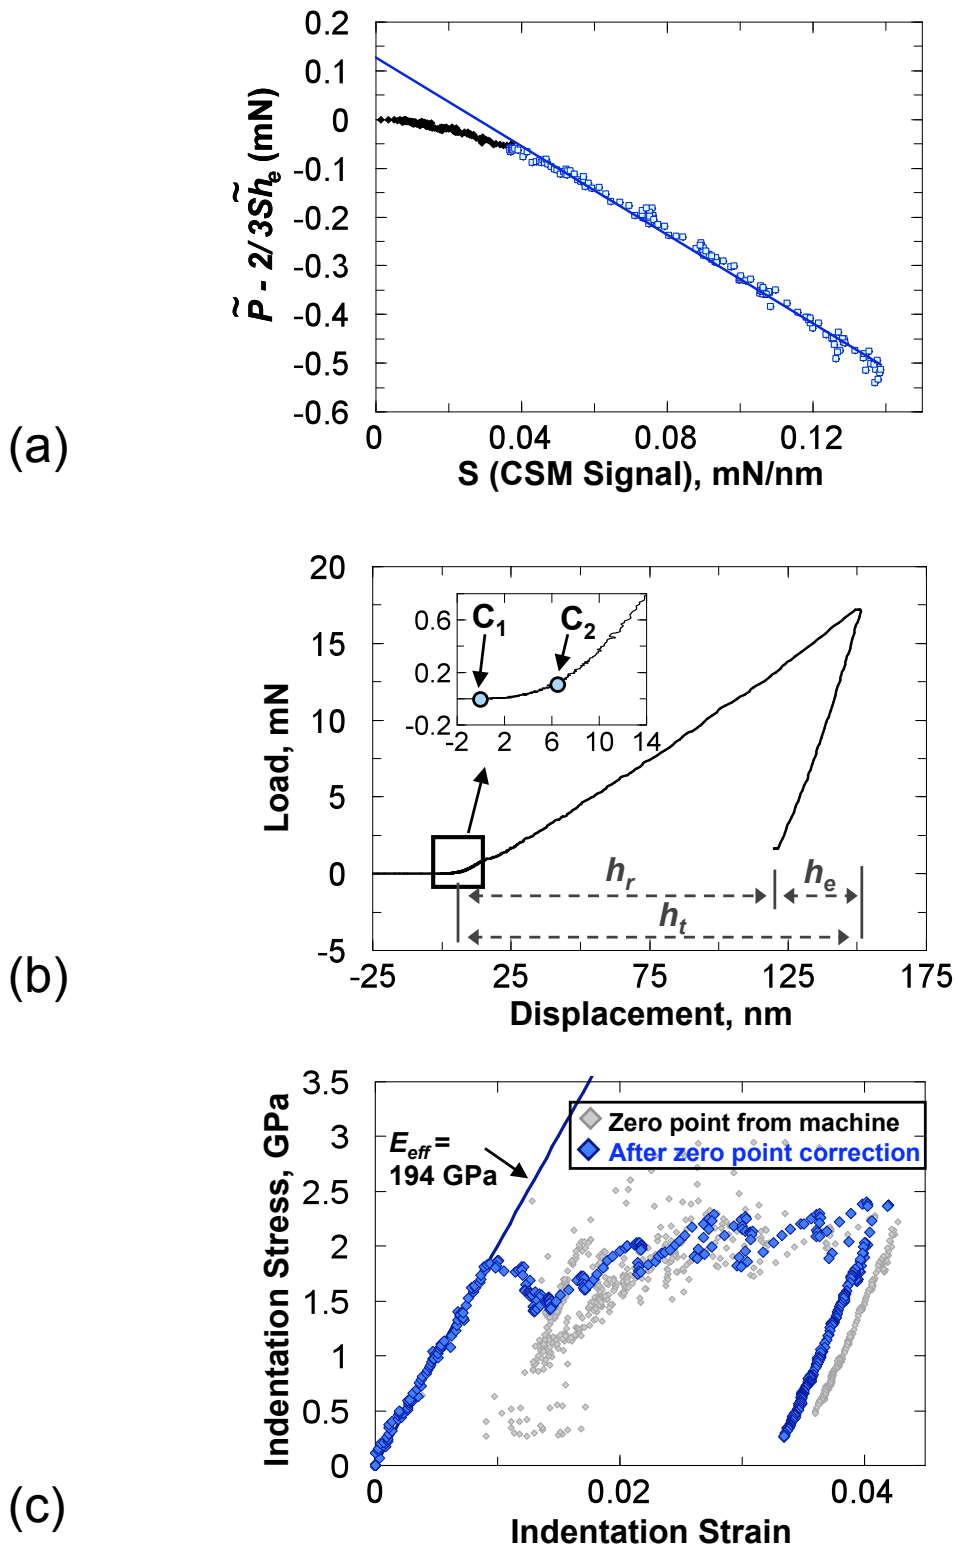 (a)
0.2
0.1
0
-0.1
-0.2
-0.3
-0.4
-0.5
-0.6
P̃ - 2/3Sh̃e (mN)
0 0.04 0.08 0.12
S (CSM Signal), mN/nm
(b)
20
15
10
5
0
-5
Load, mN
0.6
0.2
-0.2
C1 C2
-2 2 6 10 14
hr he
ht
-25 25 75 125 175
Displacement, nm
(c)
3.5
3
2.5
2
1.5
1
0.5
0
Indentation Stress, GPa
Eeff =
194 GPa
Zero point from machine
After zero point correction
0 0.02 0.04
Indentation Strain